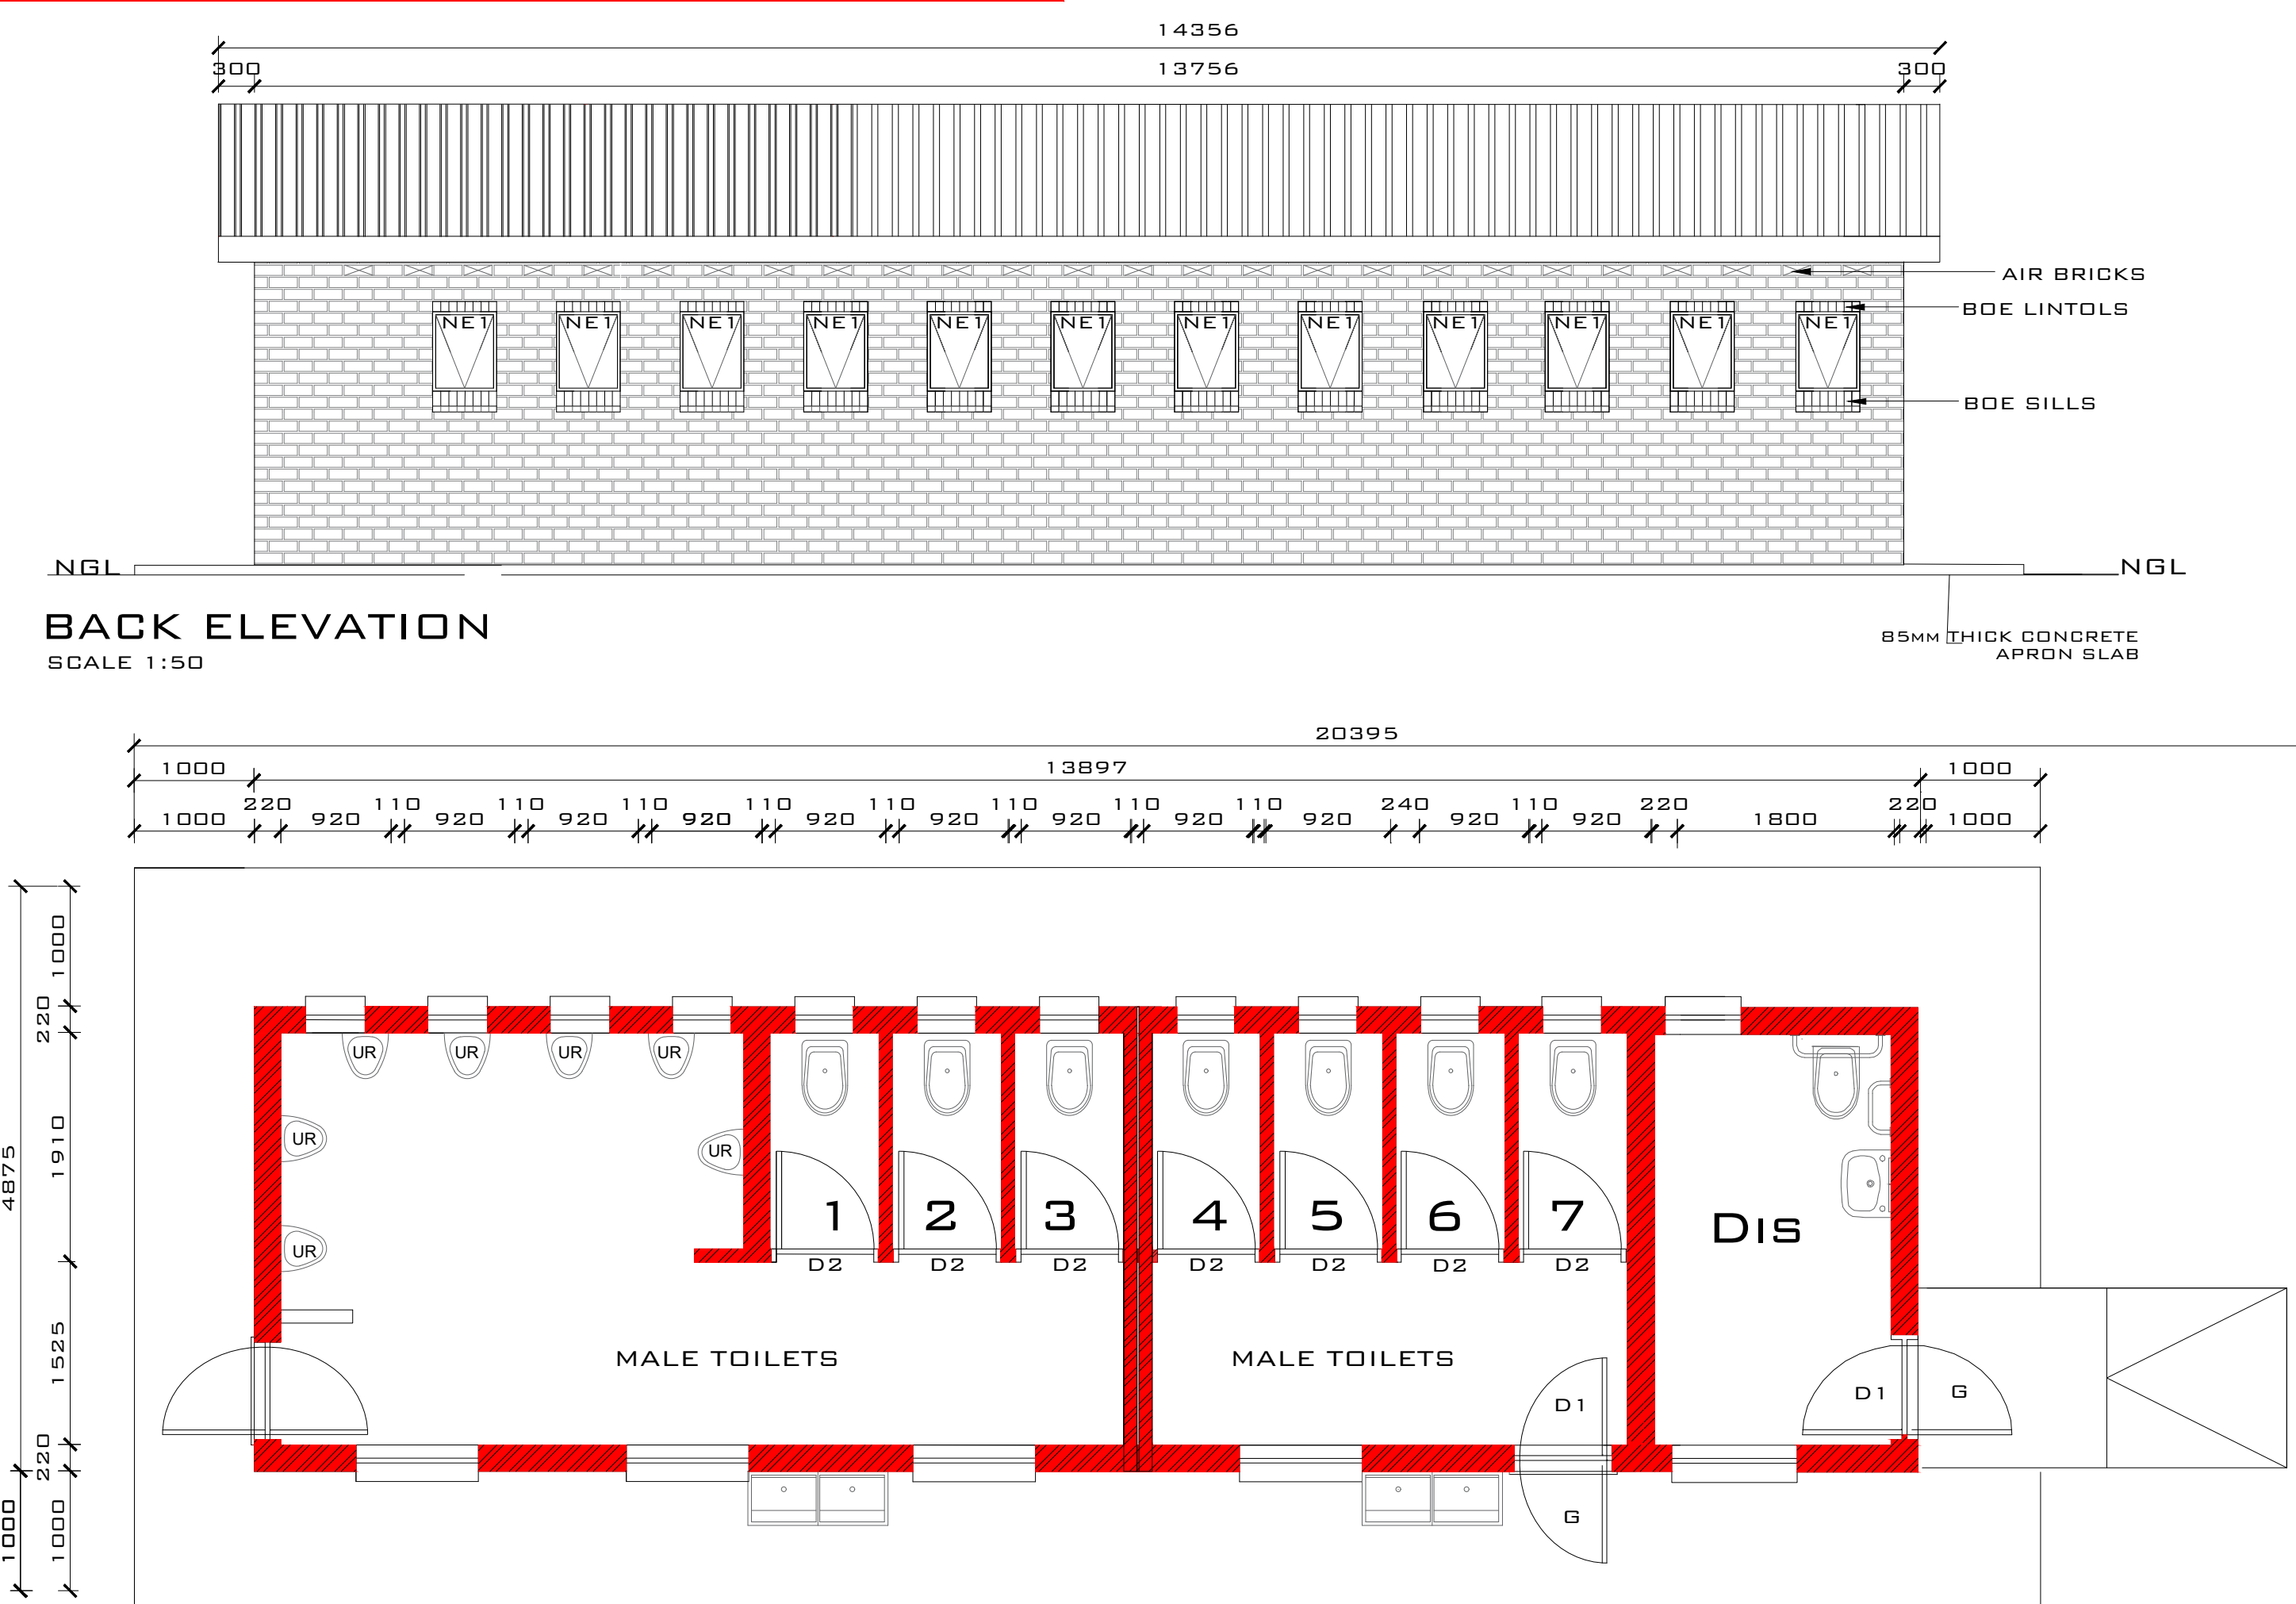 14356
300 13756 300
AIR BRICKS
BOE LINTOLS
NE1 NE1 NE1 NE1 NE1 NE1 NE1 NE1 NE1 NE1 NE1 NE1
BOE SILLS
NGL NGL
BACK ELEVATION
SCALE 1:50
85MM THICK CONCRETE
APRON SLAB
20395
1000 13897 1000
220 110 110 110 110 110 110 110 110 240 110 220 220
1000 920 920 920 920 920 920 920 920 920 920 920 1800 1000
1000
220
1910
4875
1525
220
1000
1000
UR UR UR UR
UR
UR
UR
1 2 3 4 5 6 7 DIS
D2 D2 D2 D2 D2 D2 D2
MALE TOILETS MALE TOILETS
D1 G
D1
G